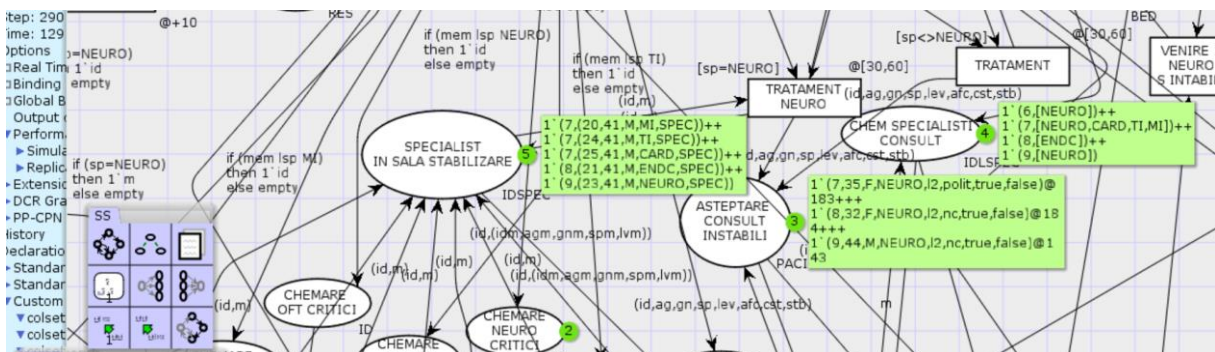 Step: 290
Time: 129
Options
Real Tim
Binding
Global B
Output
Perform
Simula
Replic
Extensi
DCR Gra
PP-CPN
History
Declaratio
Standar
Standar
Custom
colset
colset
@+10
RES
[sp=NEURO)
then 1`id
else empty
if (mem lsp NEURO)
then 1`id
else empty
if (mem lsp TI)
then 1`id
else empty
[sp=NEURO]
@[30,60]
[sp<>NEURO]
@[30,60]
BED
TRATAMENT
TRATAMENT
NEURO
VENIRE
NEURO
S INTABIL
(id,m)
(id,ag,gn,sp,lev,afc,cst,stb)
SPECIALIST
IN SALA STABILIZARE
5
1`(7,(20,41,M,MI,SPEC))++
1`(7,(24,41,M,TI,SPEC))++
1`(7,(25,41,M,CARD,SPEC))++
1`(8,(21,41,M,ENDC,SPEC))++
1`(9,(23,41,M,NEURO,SPEC))
IDSPEC
CHEM SPECIALISTI
CONSULT
4
1`(6,[NEURO])++
1`(7,[NEURO,CARD,TI,MI])++
1`(8,[ENDC])++
1`(9,[NEURO])
IDLSPEC
d,ag,gn,sp,lev,afc,cst,stb)
if (sp=NEURO)
then 1`m
else empty
if (mem lsp MI)
then 1`id
else empty
ASTEPTARE
CONSULT
INSTABILI
3
1`(7,35,F,NEURO,l2,polit,true,false)@
183+++
1`(8,32,F,NEURO,l2,nc,true,false)@18
4+++
1`(9,44,M,NEURO,l2,nc,true,false)@1
43
PACI
SS
(id,(idm,agm,gnm,spm,lvm))
(id,m)
(id,m)
(id,m)
(id,m)
(id,(idm,agm,gnm,spm,lvm))
(id,m)
CHEMARE
OFT CRITICI
ID
CHEMARE
NEURO
CRITICI
2
CHEMARE
(id,ag,gn,sp,lev,afc,cst,stb)
m